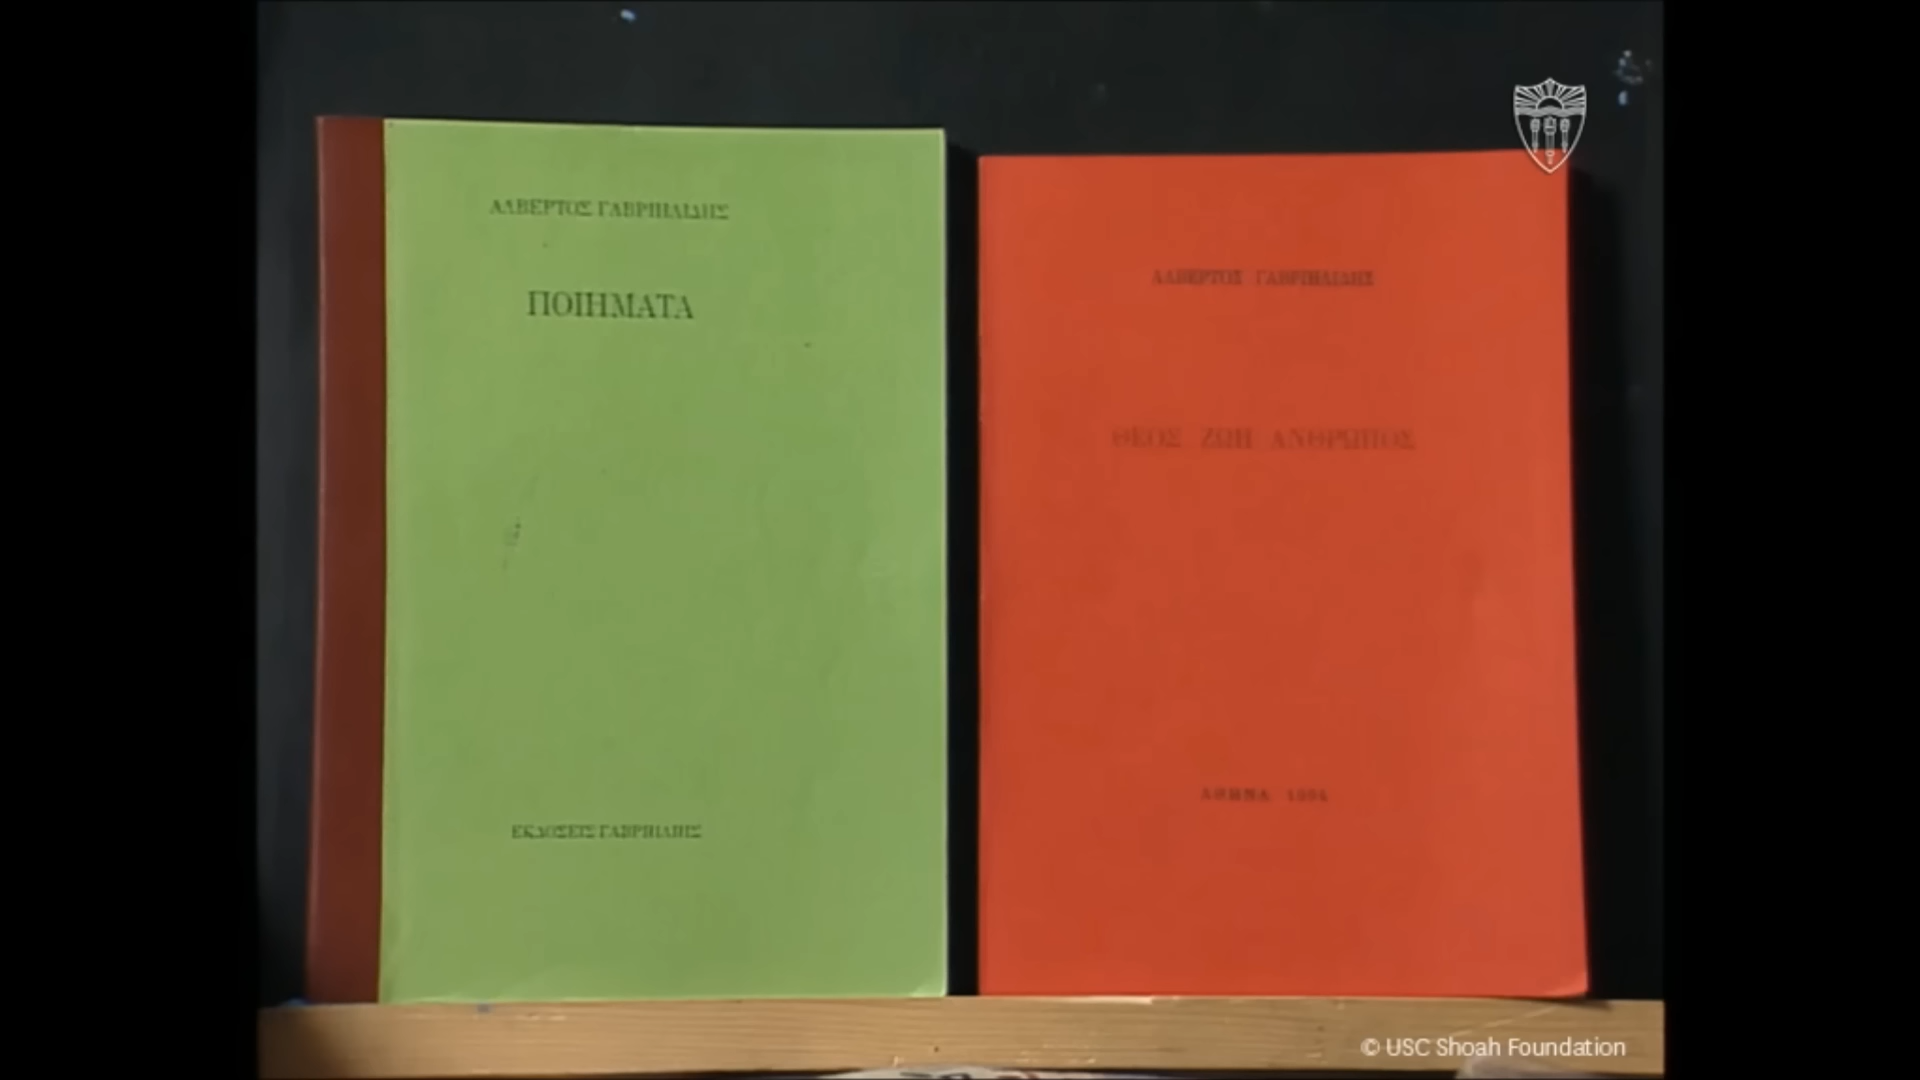 ΑΛΒΕΡΤΟΣ ΓΑΒΡΙΗΛΙΔΗΣ
ΠΟΙΗΜΑΤΑ
ΕΚΔΟΣΕΙΣ ΓΑΒΡΙΗΛΙΔΗΣ
ΑΛΒΕΡΤΟΣ ΓΑΒΡΙΗΛΙΔΗΣ
ΘΕΟΣ ΖΩΗ ΑΝΘΡΩΠΟΣ
ΑΘΗΝΑ
© USC Shoah Foundation